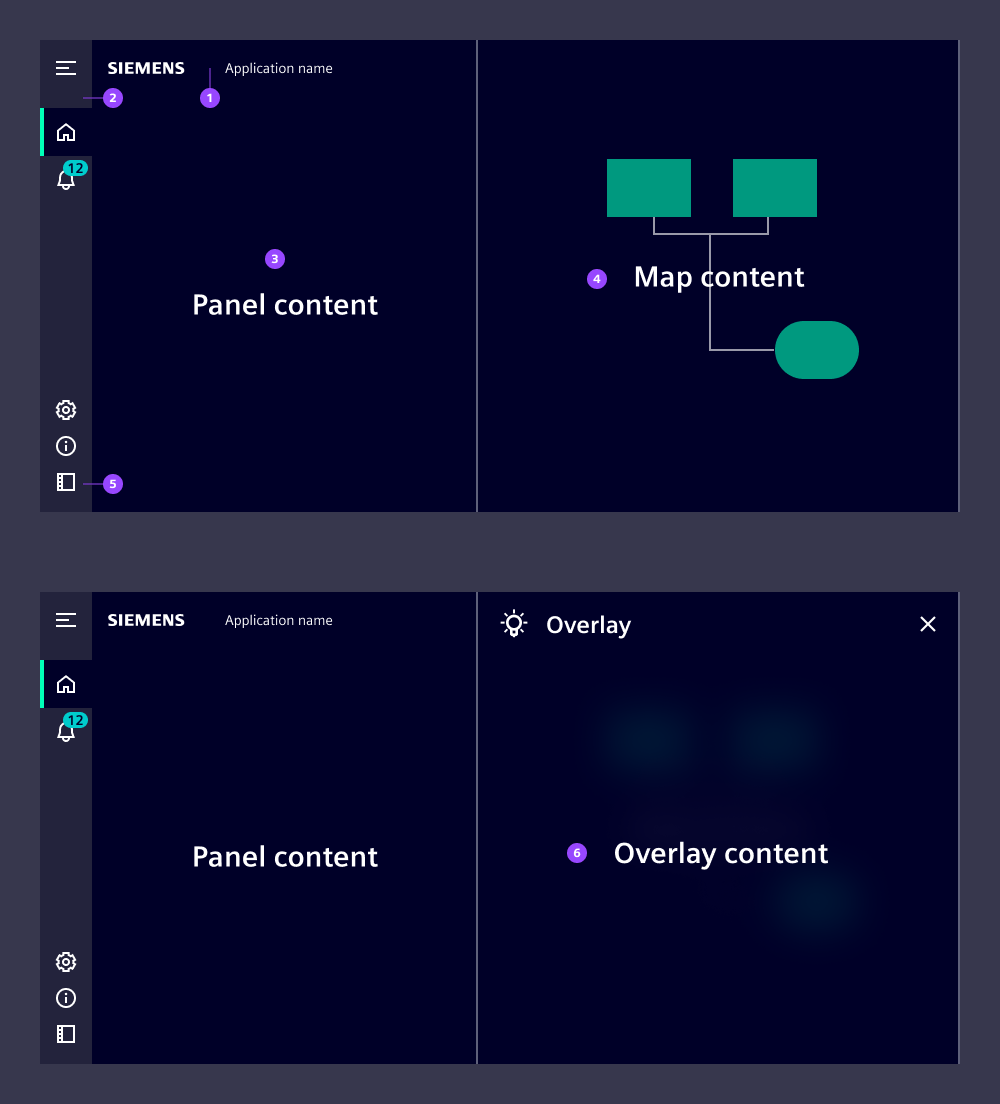 SIEMENS Application name
2 1
12
3
Panel content
4 Map content
5
SIEMENS Application name
Overlay
12
Panel content
6 Overlay content